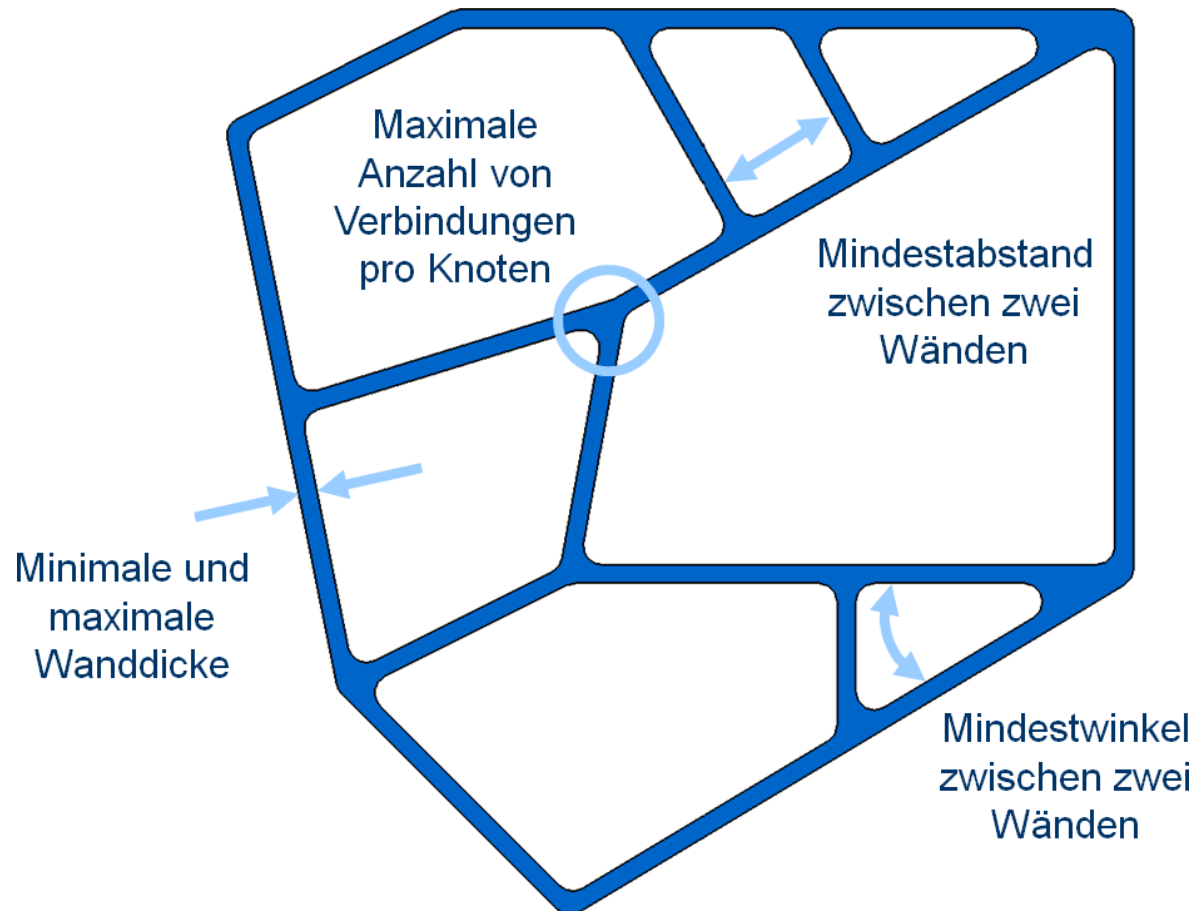 Maximale
Anzahl von
Verbindungen
pro Knoten
Mindestabstand
zwischen zwei
Wänden
Minimale und
maximale
Wanddicke
Mindestwinkel
zwischen zwei
Wänden